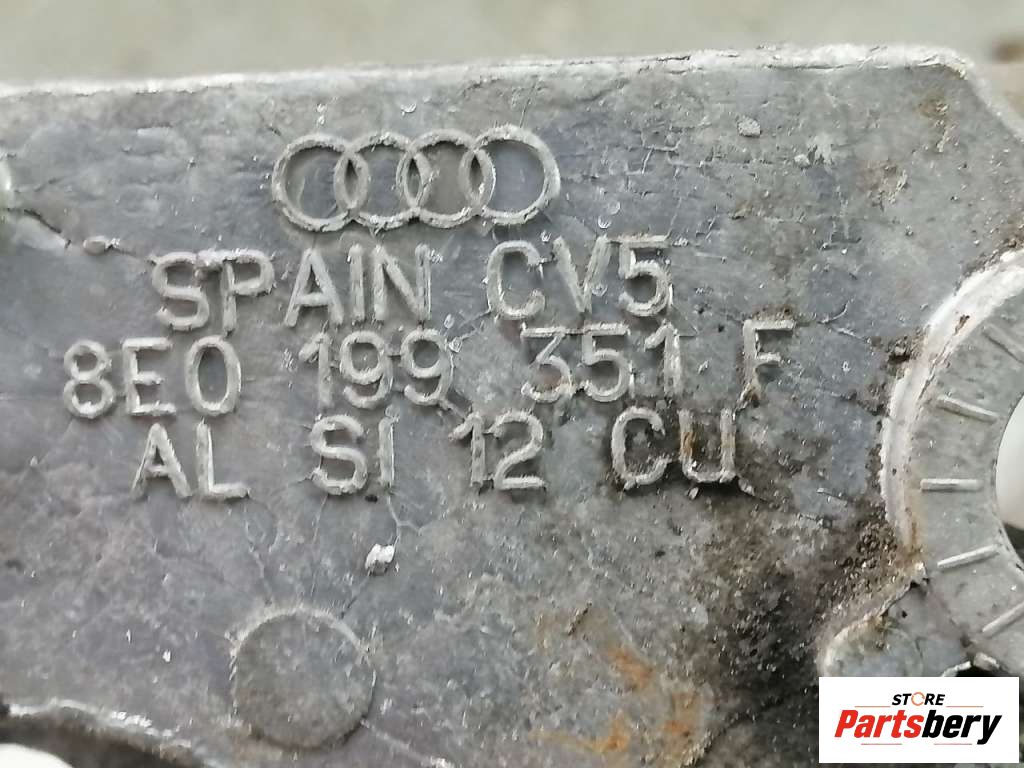 SPAIN CV5
8E0 199 351 F
AL SI 12 CU
STORE
Partsbery